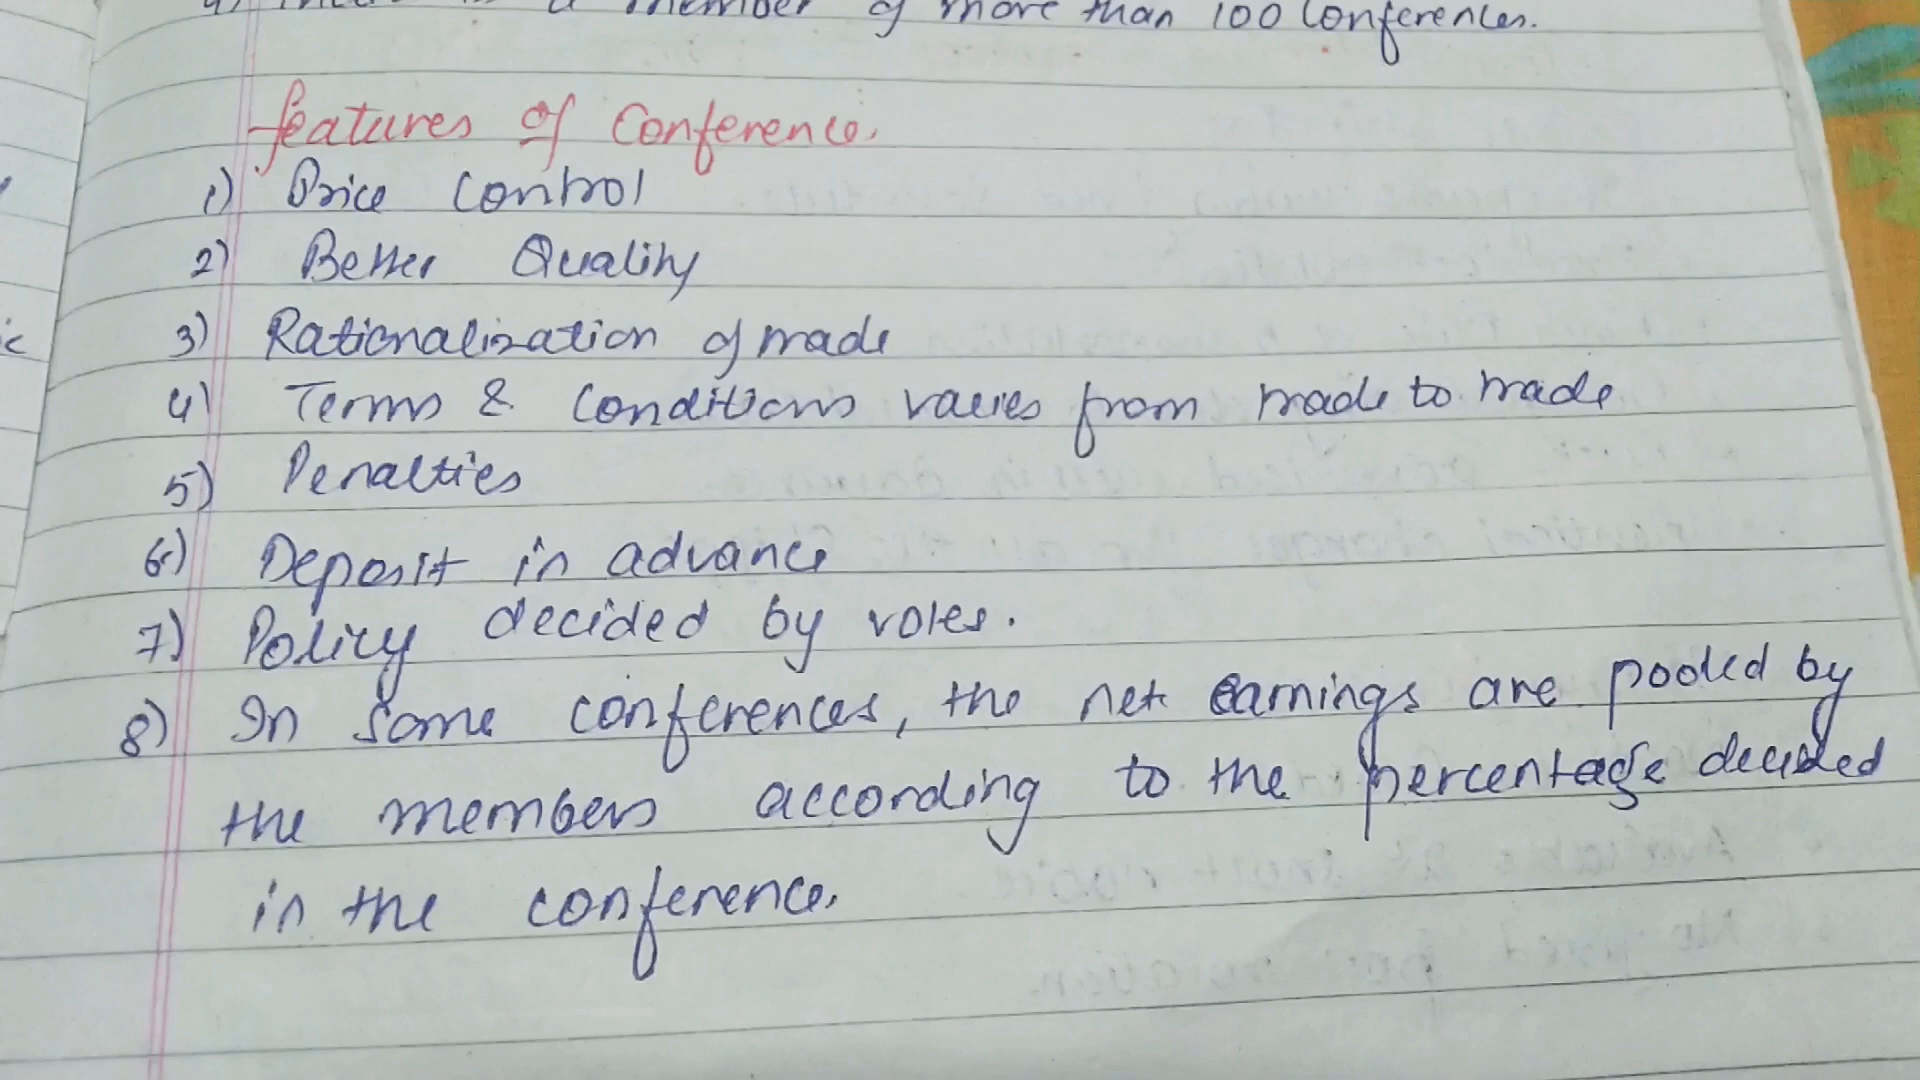 a member of more than 100 Conferences.
features of Conference.
1) Price Control
2) Better Quality
3) Rationalization of trade
4) Terms & Conditions varies from trade to trade
5) Penalties
6) Deposit in advance
7) Policy decided by votes.
8) In some conferences, the net earnings are pooled by
the members according to the percentage decided
in the conference.